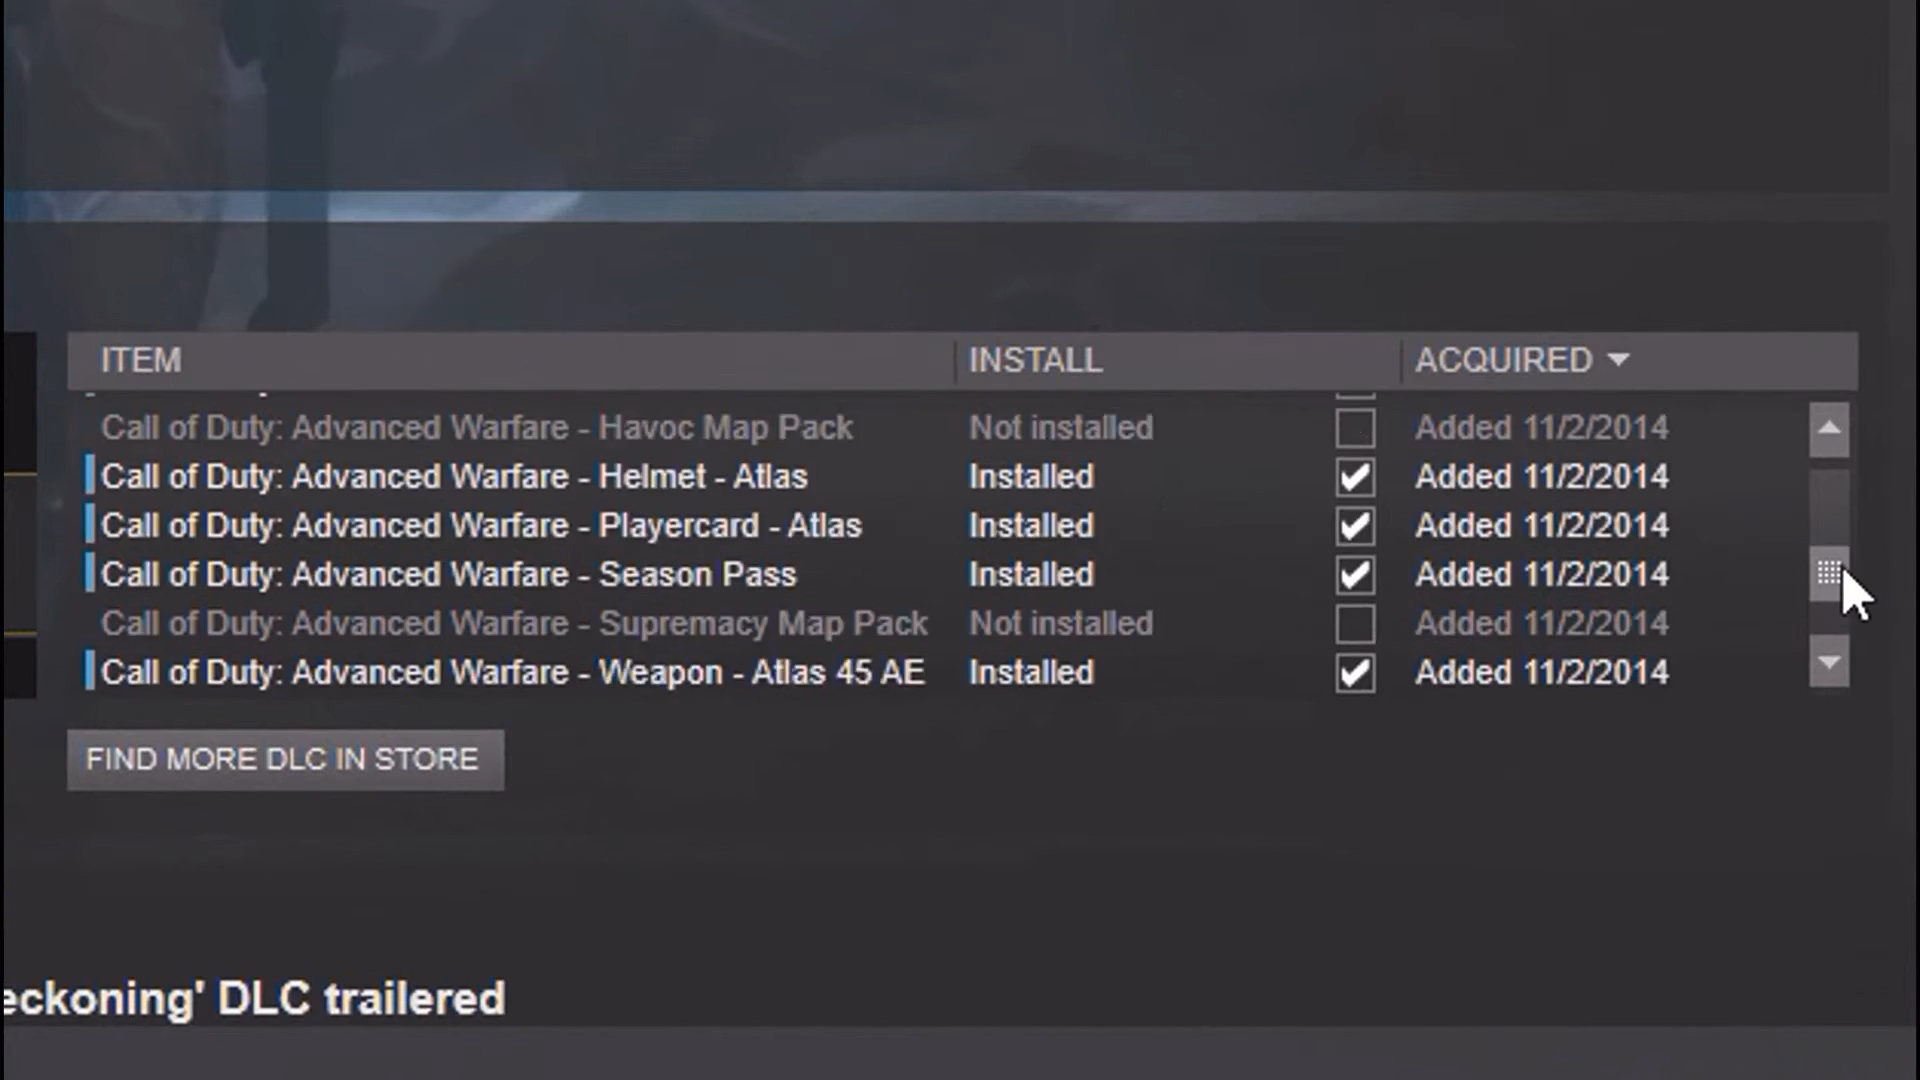 ITEM INSTALL ACQUIRED
Call of Duty: Advanced Warfare - Havoc Map Pack Not installed Added 11/2/2014
Call of Duty: Advanced Warfare - Helmet - Atlas Installed Added 11/2/2014
Call of Duty: Advanced Warfare - Playercard - Atlas Installed Added 11/2/2014
Call of Duty: Advanced Warfare - Season Pass Installed Added 11/2/2014
Call of Duty: Advanced Warfare - Supremacy Map Pack Not installed Added 11/2/2014
Call of Duty: Advanced Warfare - Weapon - Atlas 45 AE Installed Added 11/2/2014
FIND MORE DLC IN STORE
eckoning' DLC trailered